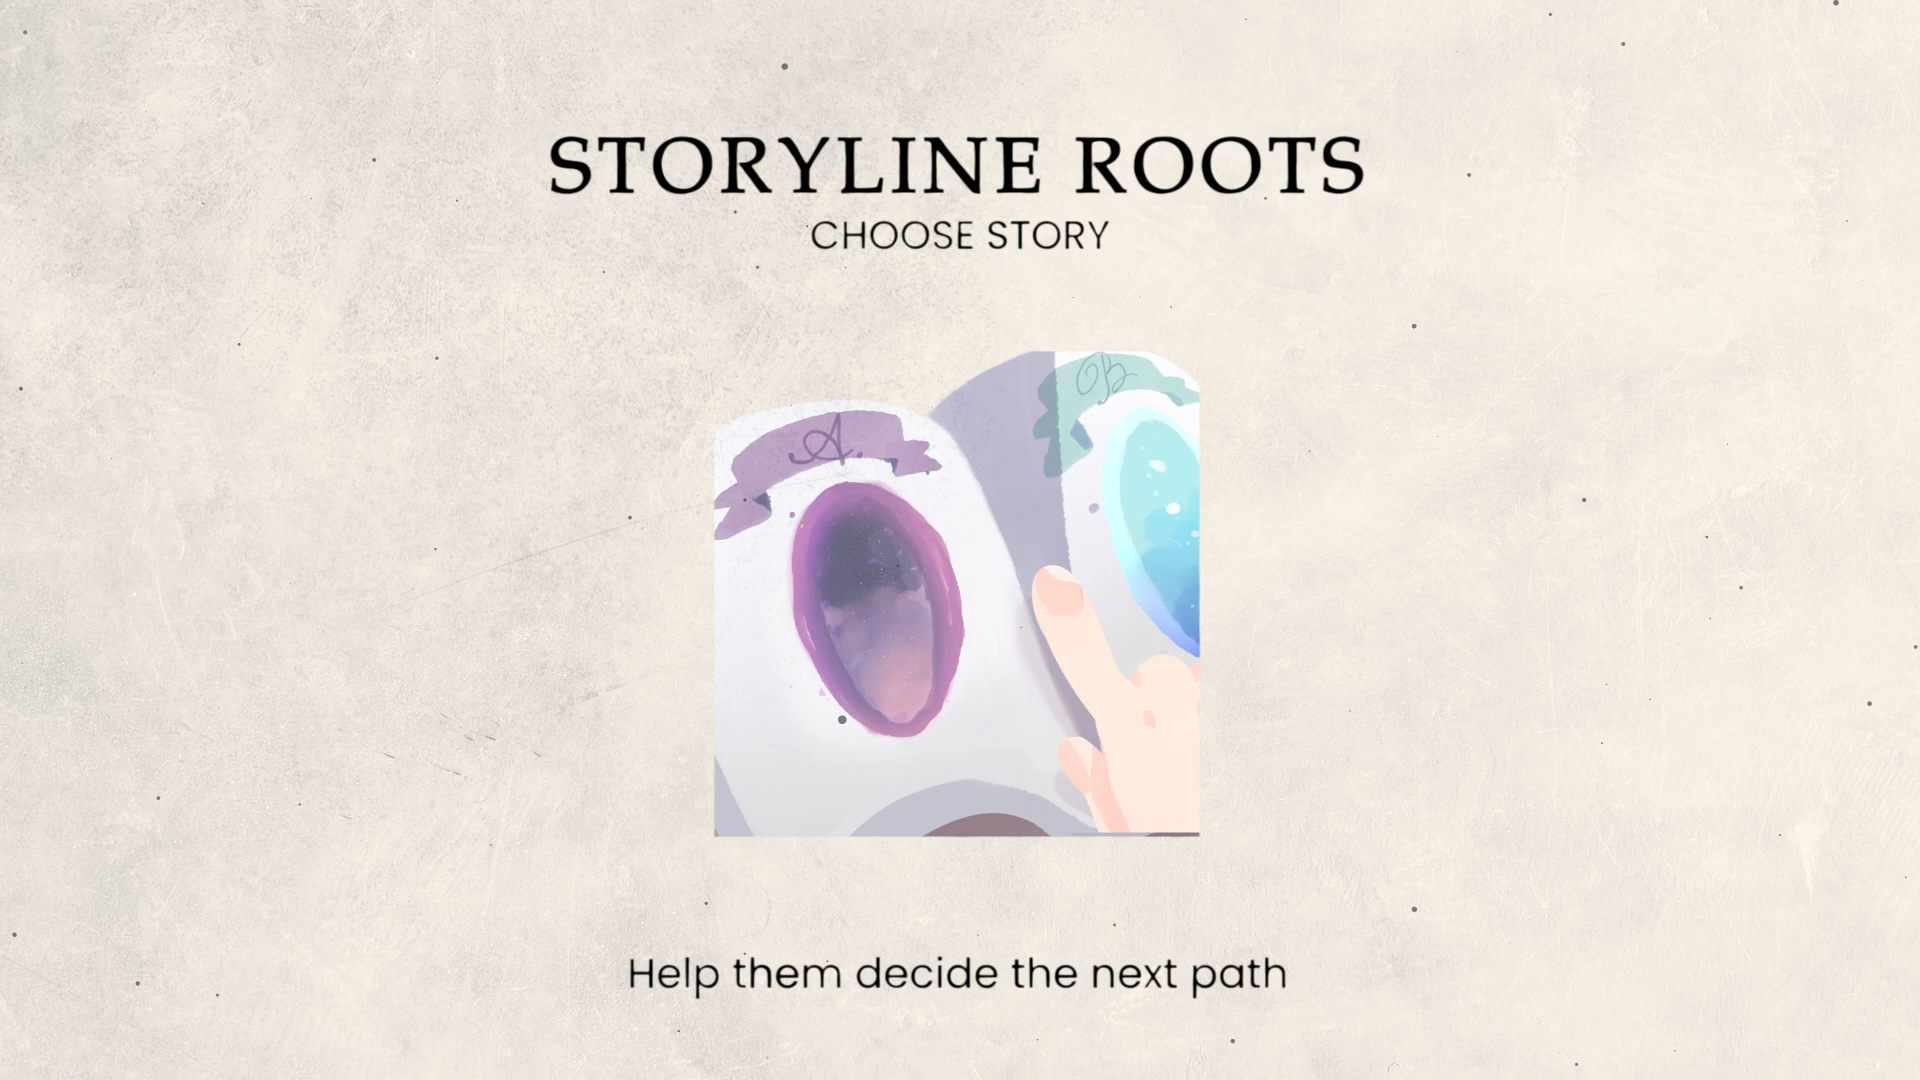 STORYLINE ROOTS
CHOOSE STORY
A.
B
Help them decide the next path